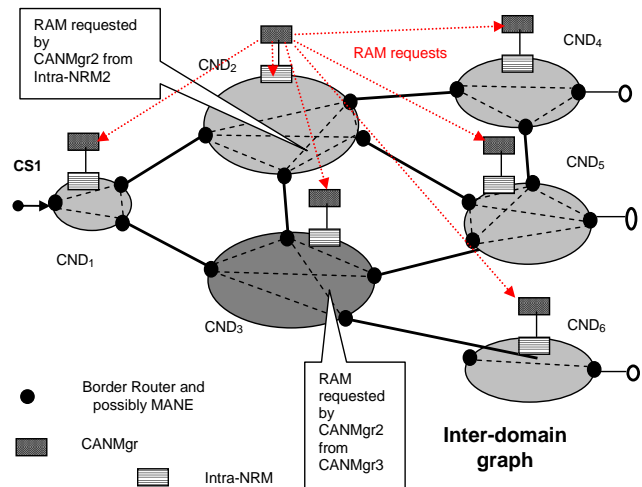 RAM requested
by
CANMgr2 from
Intra-NRM2
CND2
RAM requests
CND4
CS1
CND5
CND1
CND3
CND6
RAM
requested
by
CANMgr2
from
CANMgr3
Border Router and
possibly MANE
CANMgr
Intra-NRM
Inter-domain
graph